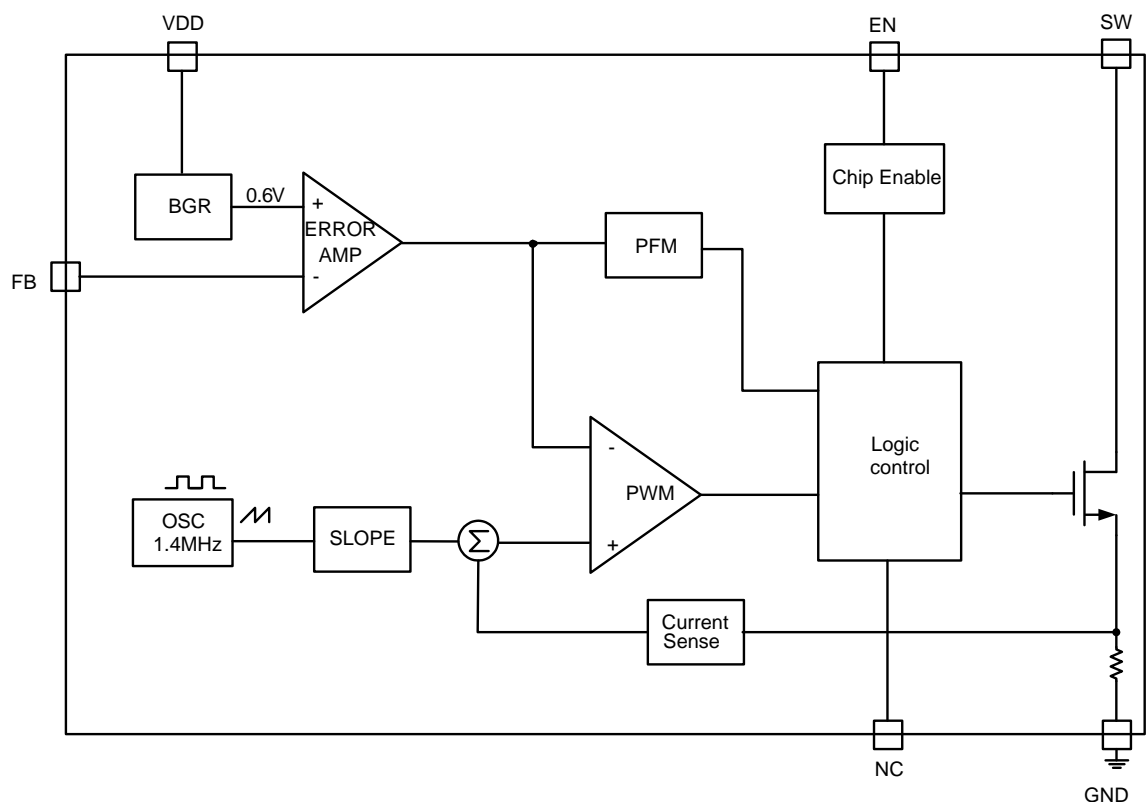 VDD
EN
SW
Chip Enable
BGR
0.6V
+
ERROR
AMP
-
PFM
FB
Logic
control
-
PWM
+
OSC
1.4MHz
SLOPE
Σ
Current
Sense
NC
GND